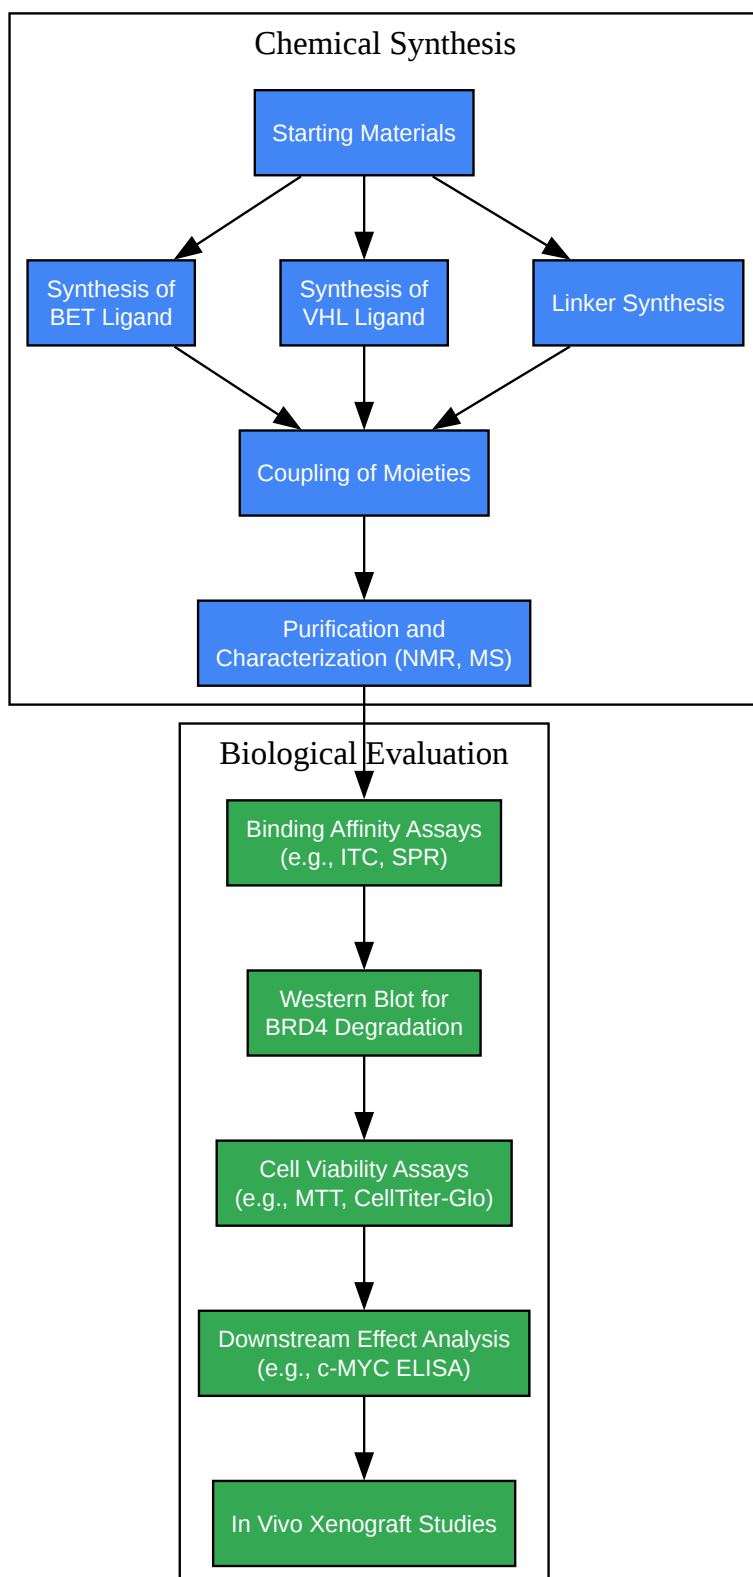 Chemical Synthesis
Starting Materials
Synthesis of
BET Ligand
Synthesis of
VHL Ligand
Linker Synthesis
Coupling of Moieties
Purification and
Characterization (NMR, MS)
Biological Evaluation
Binding Affinity Assays
(e.g., ITC, SPR)
Western Blot for
BRD4 Degradation
Cell Viability Assays
(e.g., MTT, CellTiter-Glo)
Downstream Effect Analysis
(e.g., c-MYC ELISA)
In Vivo Xenograft Studies